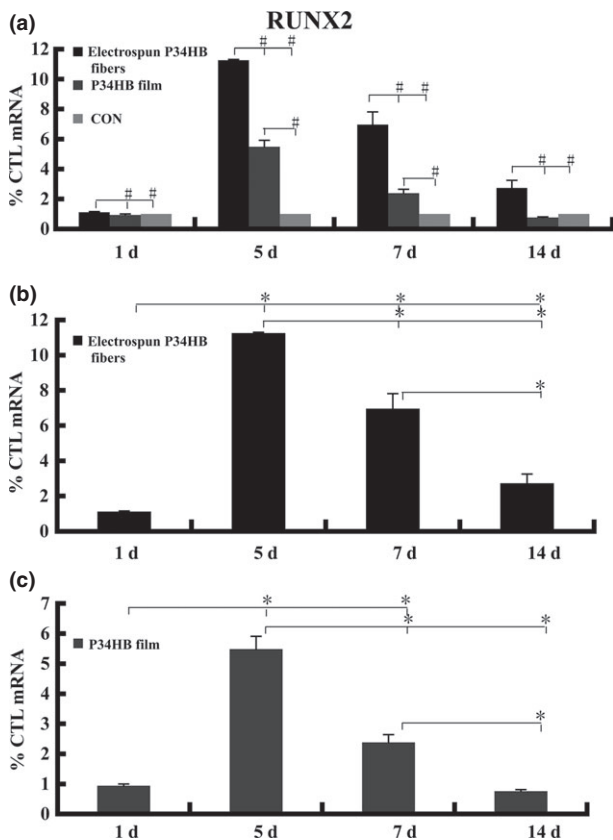 RUNX2
(a)
% CTL mRNA
12
10
8
6
4
2
0
Electrospun P34HB
fibers
P34HB film
CON
# # # # # # # # # #
1 d 5 d 7 d 14 d
(b)
% CTL mRNA
12
10
8
6
4
2
0
Electrospun P34HB
fibers
* * *
* *
*
1 d 5 d 7 d 14 d
(c)
% CTL mRNA
7
6
5
4
3
2
1
0
P34HB film
* *
* *
*
1 d 5 d 7 d 14 d